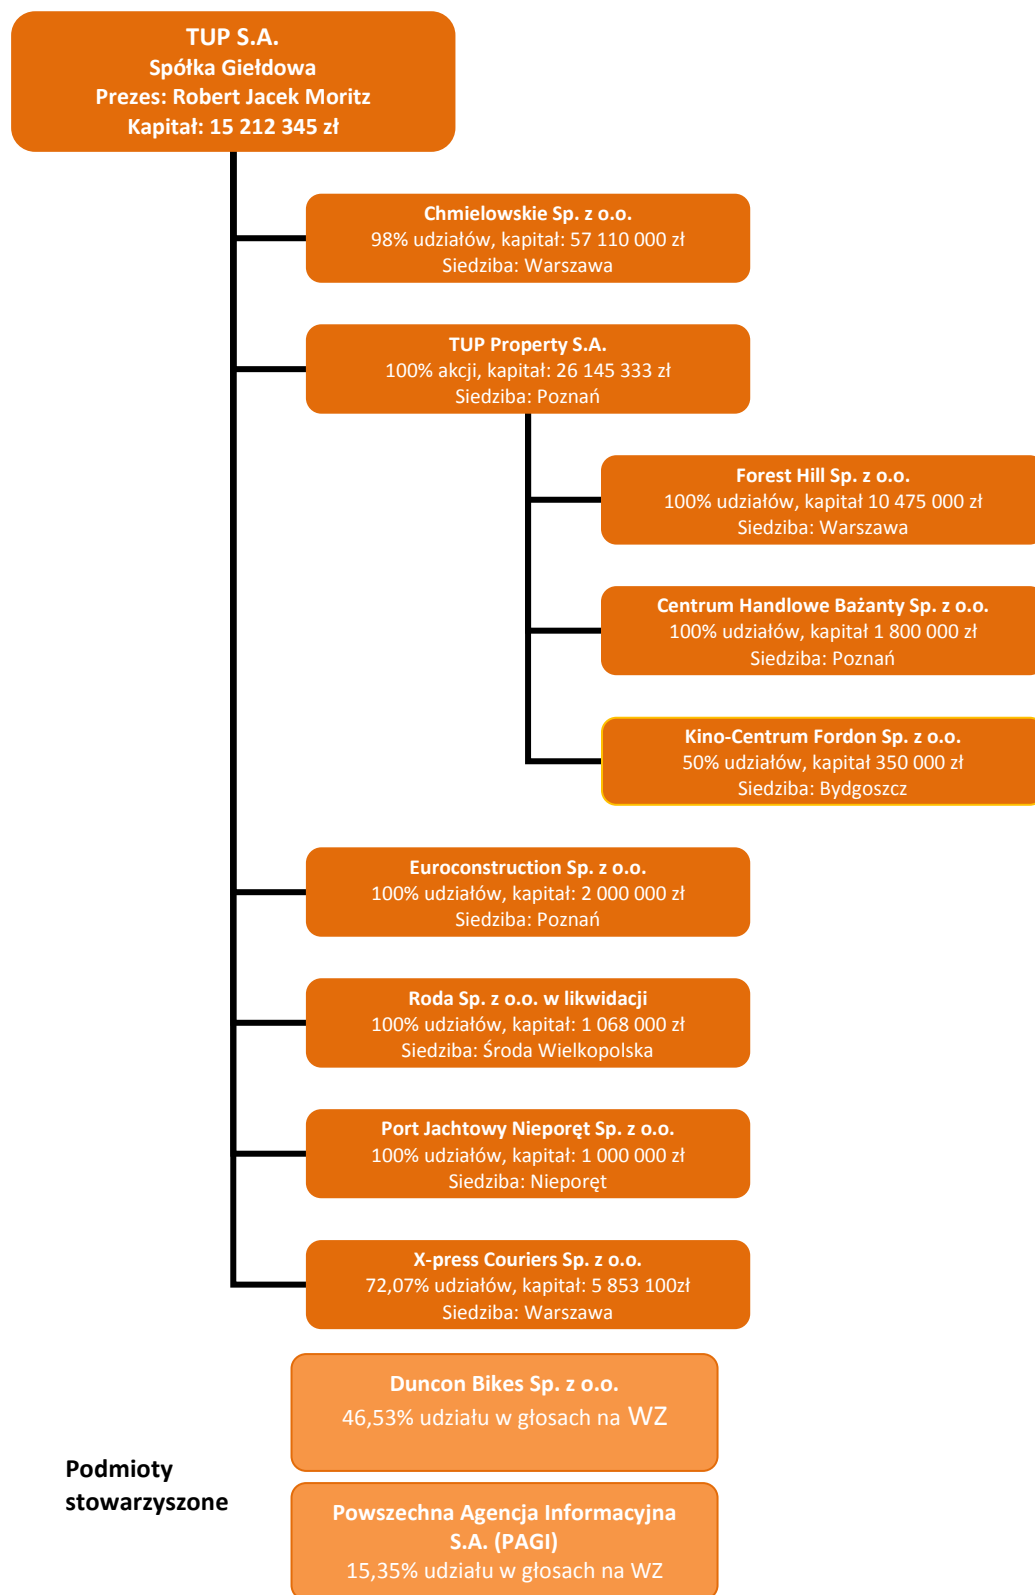 TUP S.A.
Spółka Giełdowa
Prezes: Robert Jacek Moritz
Kapitał: 15 212 345 zł
Chmielowskie Sp. z o.o.
98% udziałów, kapitał: 57 110 000 zł
Siedziba: Warszawa
TUP Property S.A.
100% akcji, kapitał: 26 145 333 zł
Siedziba: Poznań
Forest Hill Sp. z o.o.
100% udziałów, kapitał 10 475 000 zł
Siedziba: Warszawa
Centrum Handlowe Bażanty Sp. z o.o.
100% udziałów, kapitał 1 800 000 zł
Siedziba: Poznań
Kino-Centrum Fordon Sp. z o.o.
50% udziałów, kapitał 350 000 zł
Siedziba: Bydgoszcz
Euroconstruction Sp. z o.o.
100% udziałów, kapitał: 2 000 000 zł
Siedziba: Poznań
Roda Sp. z o.o. w likwidacji
100% udziałów, kapitał: 1 068 000 zł
Siedziba: Środa Wielkopolska
Port Jachtowy Nieporęt Sp. z o.o.
100% udziałów, kapitał: 1 000 000 zł
Siedziba: Nieporęt
X-press Couriers Sp. z o.o.
72,07% udziałów, kapitał: 5 853 100zł
Siedziba: Warszawa
Duncon Bikes Sp. z o.o.
46,53% udziału w głosach na WZ
Podmioty
stowarzyszone
Powszechna Agencja Informacyjna
S.A. (PAGI)
15,35% udziału w głosach na WZ